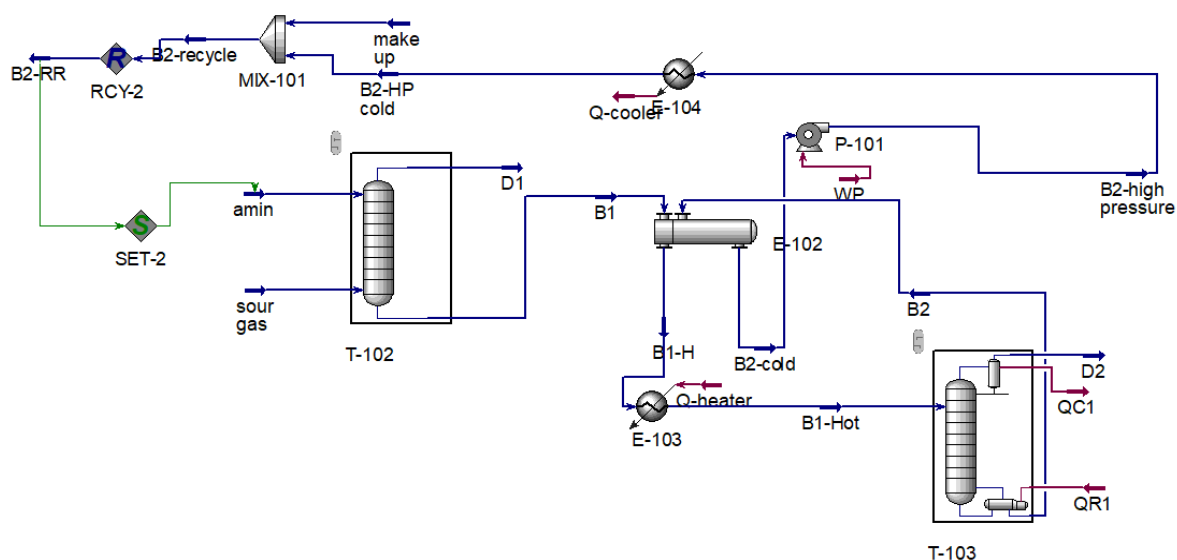 make
up
B2-recycle
B2-RR
R
RCY-2
MIX-101
B2-HP
cold
Q-cooler
E-104
P-101
WP
B2-high
pressure
D1
amin
B1
S
SET-2
E-102
sour
gas
B2
T-102
B1-H
B2-cold
D2
Q-heater
QC1
E-103
B1-Hot
QR1
T-103